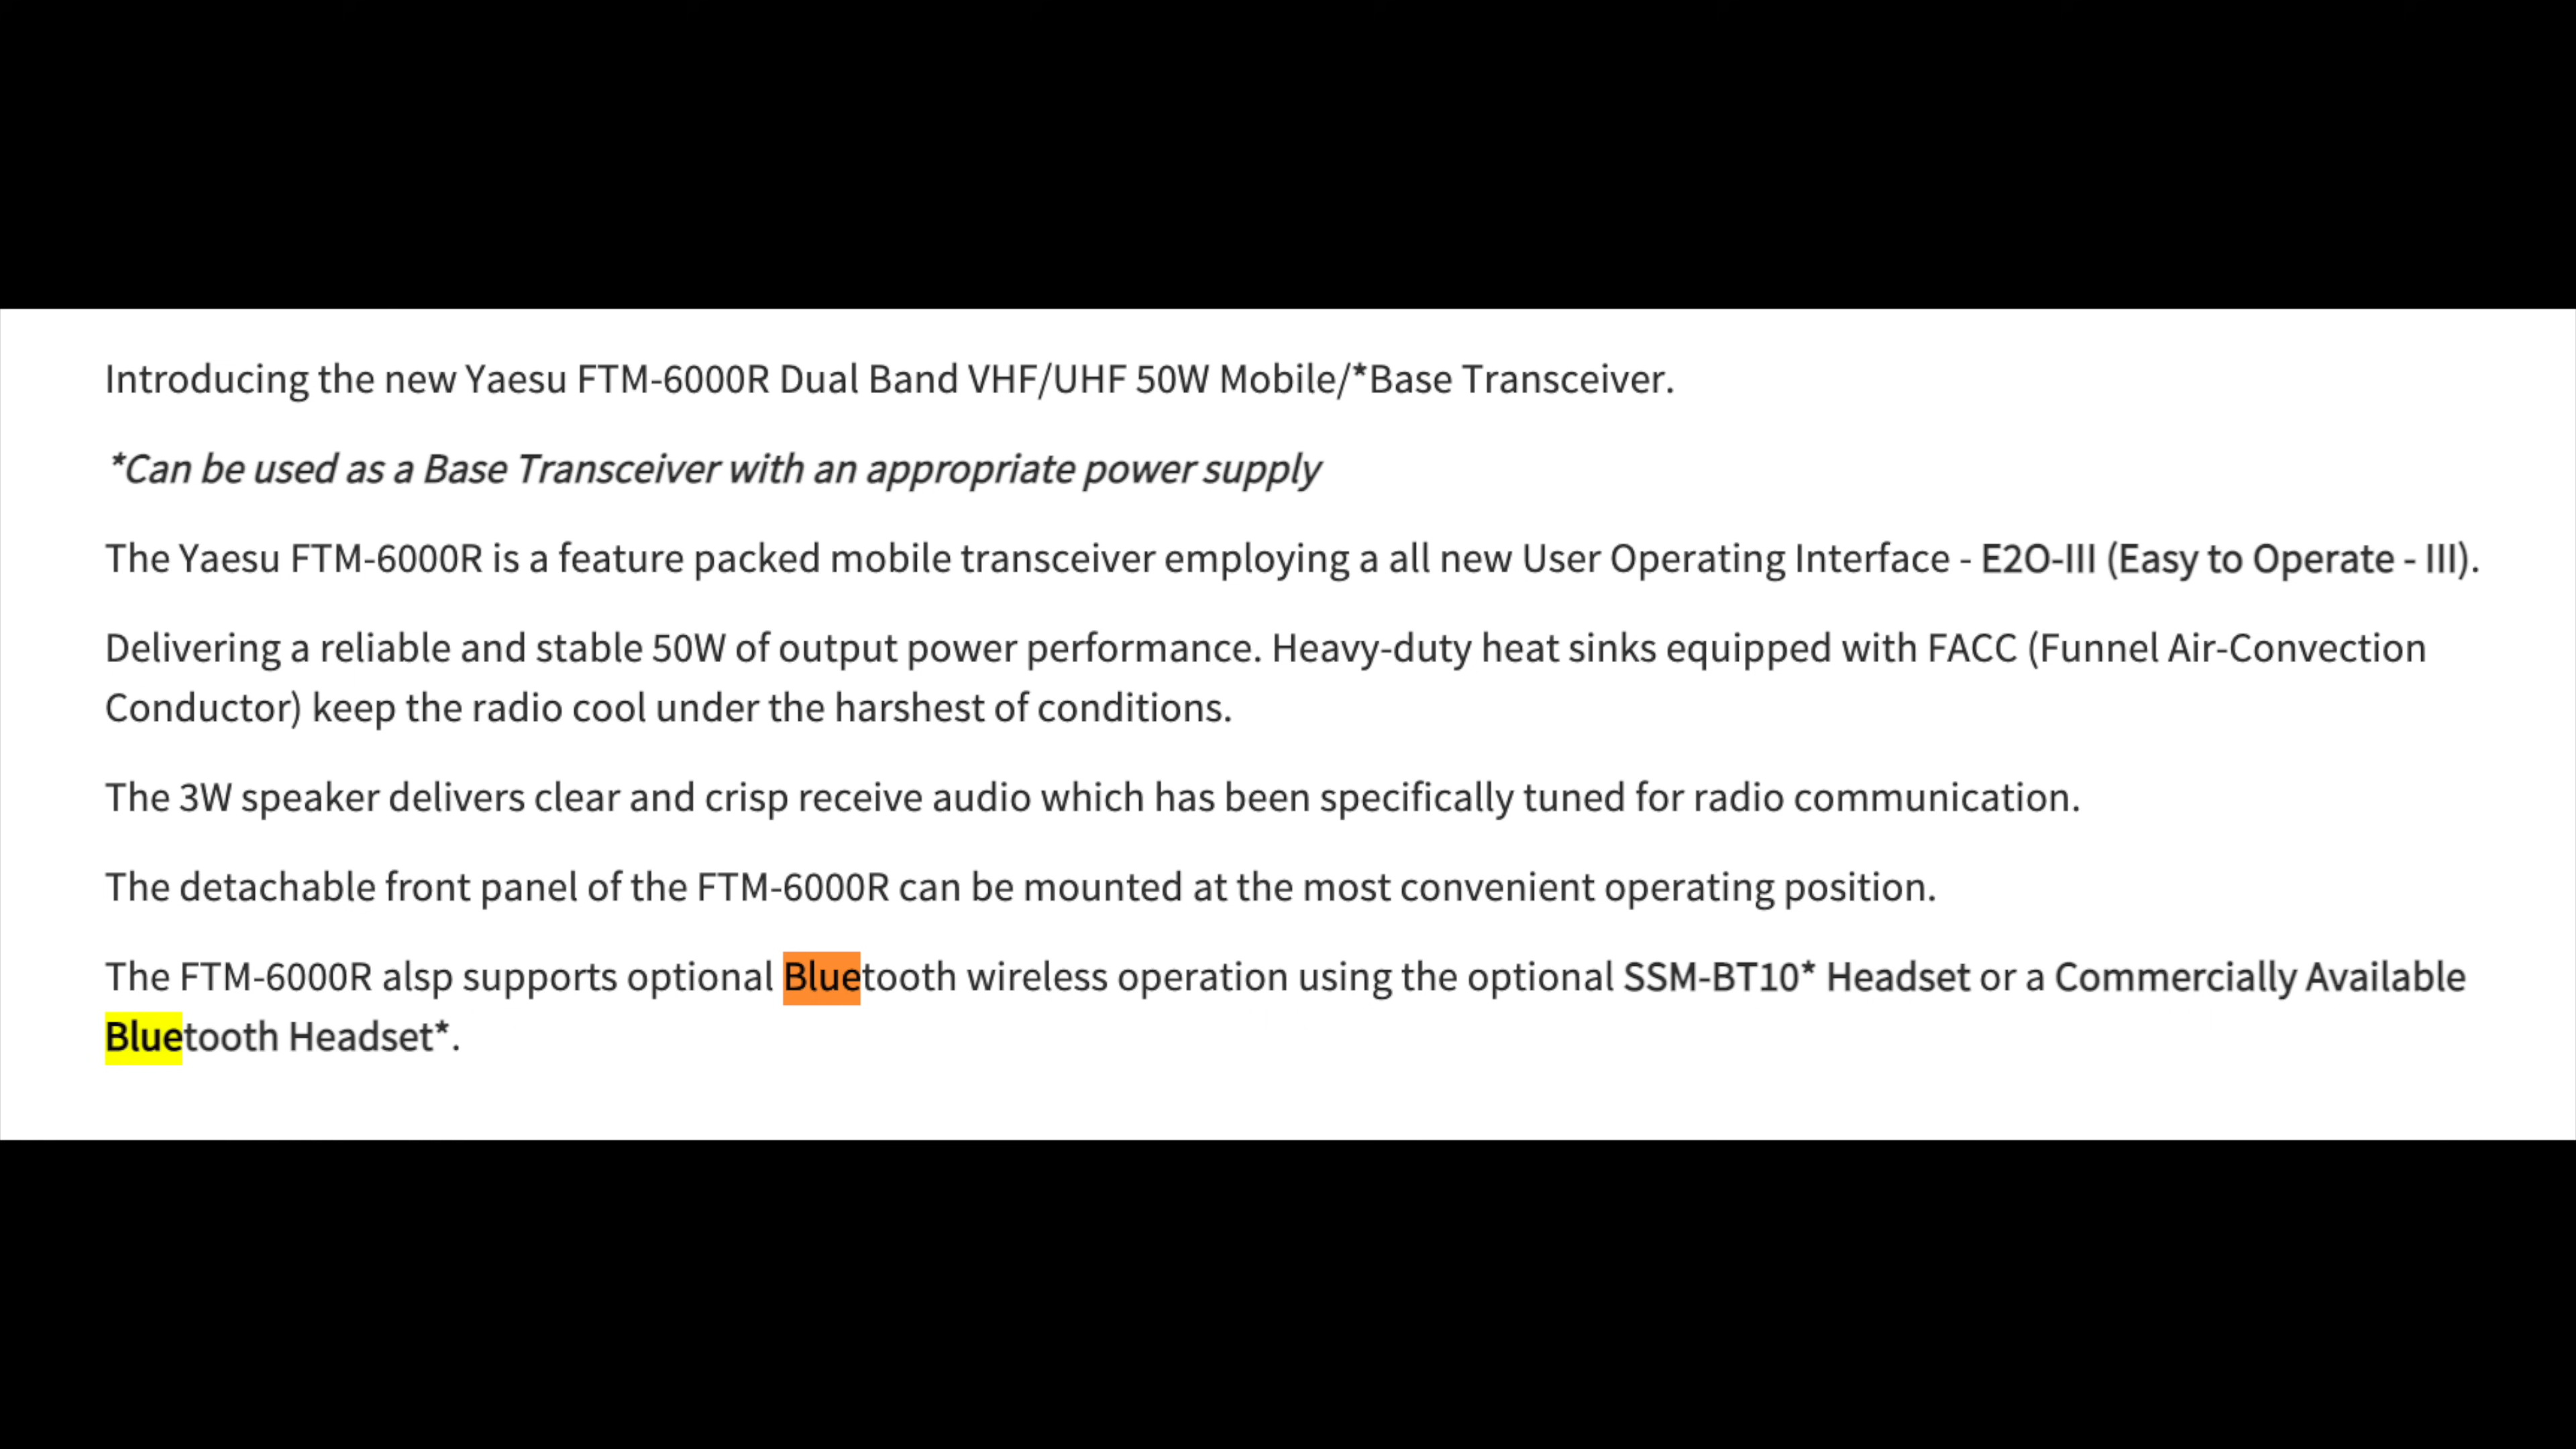 Introducing the new Yaesu FTM-6000R Dual Band VHF/UHF 50W Mobile/*Base Transceiver.
*Can be used as a Base Transceiver with an appropriate power supply
The Yaesu FTM-6000R is a feature packed mobile transceiver employing a all new User Operating Interface - E2O-III (Easy to Operate - III).
Delivering a reliable and stable 50W of output power performance. Heavy-duty heat sinks equipped with FACC (Funnel Air-Convection
Conductor) keep the radio cool under the harshest of conditions.
The 3W speaker delivers clear and crisp receive audio which has been specifically tuned for radio communication.
The detachable front panel of the FTM-6000R can be mounted at the most convenient operating position.
The FTM-6000R alsp supports optional Bluetooth wireless operation using the optional SSM-BT10* Headset or a Commercially Available
Bluetooth Headset*.